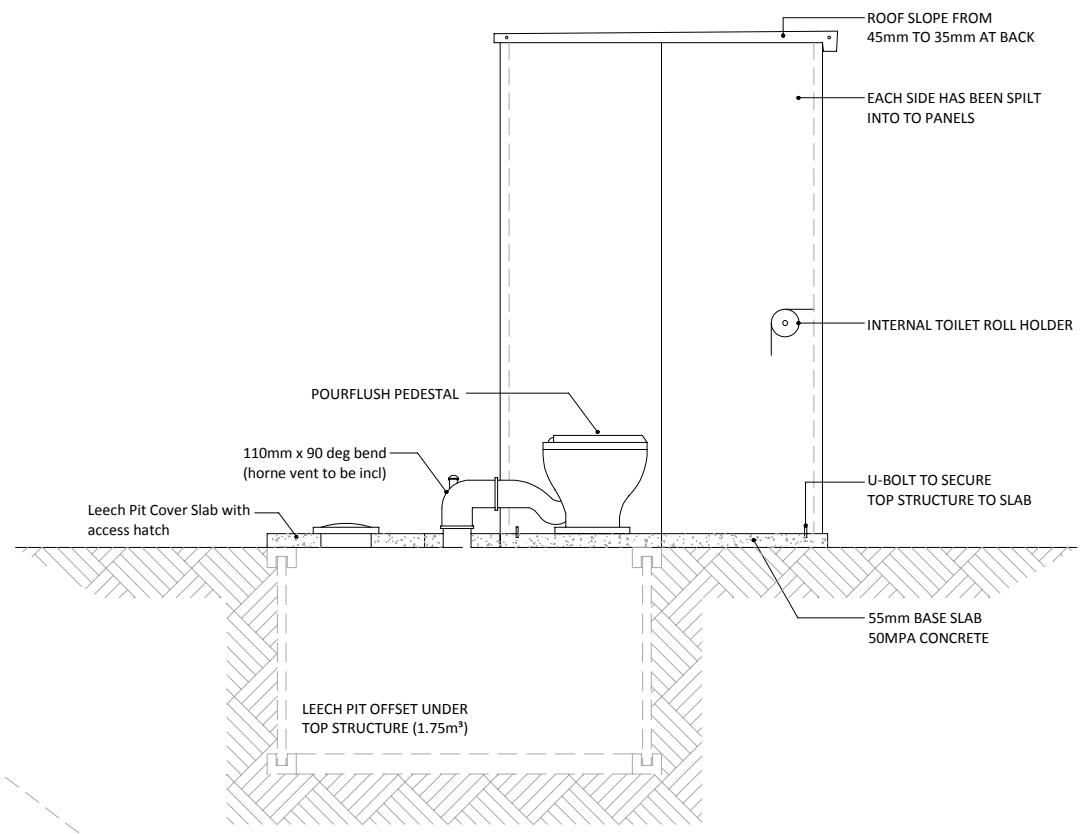 ROOF SLOPE FROM
45mm TO 35mm AT BACK
EACH SIDE HAS BEEN SPILT
INTO TO PANELS
INTERNAL TOILET ROLL HOLDER
POURFLUSH PEDESTAL
110mm x 90 deg bend
(horne vent to be incl)
U-BOLT TO SECURE
TOP STRUCTURE TO SLAB
Leech Pit Cover Slab with
access hatch
55mm BASE SLAB
50MPA CONCRETE
LEECH PIT OFFSET UNDER
TOP STRUCTURE (1.75m³)